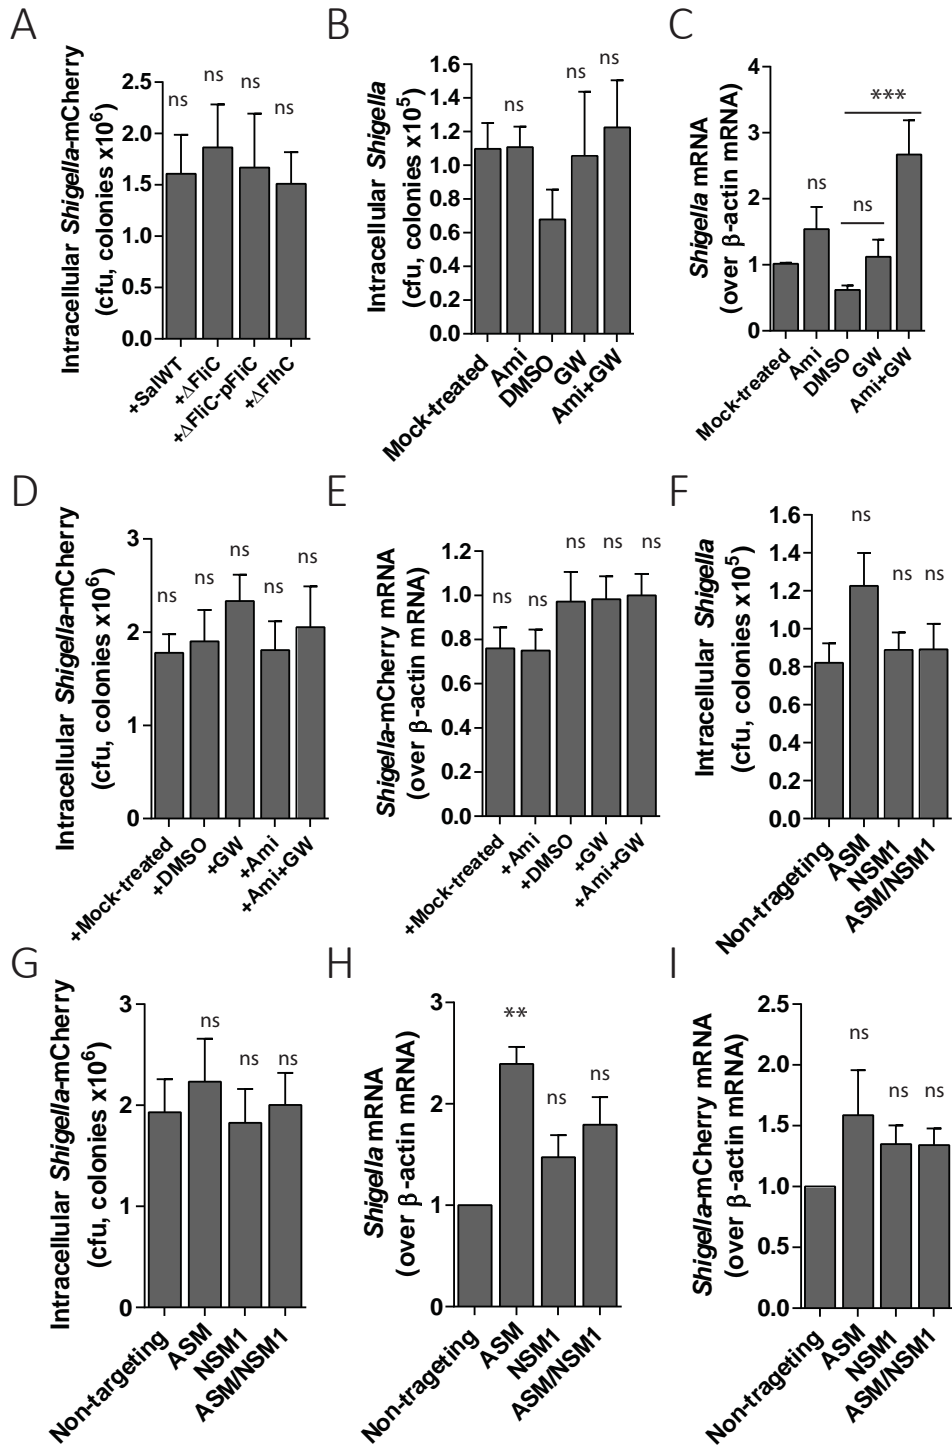 A
Intracellular Shigella-mCherry
(cfu, colonies x10⁶)
2.5
2.0
1.5
1.0
0.5
0.0
ns
ns
ns
ns
+SalWT
+ΔFliC
+ΔFliC-pFliC
+ΔFlhC
B
Intracellular Shigella
(cfu, colonies x10⁵)
1.6
1.4
1.2
1.0
0.8
0.6
0.4
0.2
0.0
ns
ns
ns
Mock-treated
Ami
DMSO
GW
Ami+GW
C
Shigella mRNA
(over β-actin mRNA)
4
3
2
1
0
ns
ns
***
Mock-treated
Ami
DMSO
GW
Ami+GW
D
Intracellular Shigella-mCherry
(cfu, colonies x10⁶)
3
2
1
0
ns
ns
ns
ns
ns
+Mock-treated
+DMSO
+GW
+Ami
+Ami+GW
E
Shigella-mCherry mRNA
(over β-actin mRNA)
1.2
1.0
0.8
0.6
0.4
0.2
0.0
ns
ns
ns
ns
ns
+Mock-treated
+Ami
+DMSO
+GW
+Ami+GW
F
Intracellular Shigella
(cfu, colonies x10⁵)
1.6
1.4
1.2
1.0
0.8
0.6
0.4
0.2
0.0
ns
ns
ns
Non-trageting
ASM
NSM1
ASM/NSM1
G
Intracellular Shigella-mCherry
(cfu, colonies x10⁶)
3
2
1
0
ns
ns
ns
Non-targeting
ASM
NSM1
ASM/NSM1
H
Shigella mRNA
(over β-actin mRNA)
3
2
1
0
**
ns
ns
Non-trageting
ASM
NSM1
ASM/NSM1
I
Shigella-mCherry mRNA
(over β-actin mRNA)
2.5
2.0
1.5
1.0
0.5
0.0
ns
ns
ns
Non-trageting
ASM
NSM1
ASM/NSM1